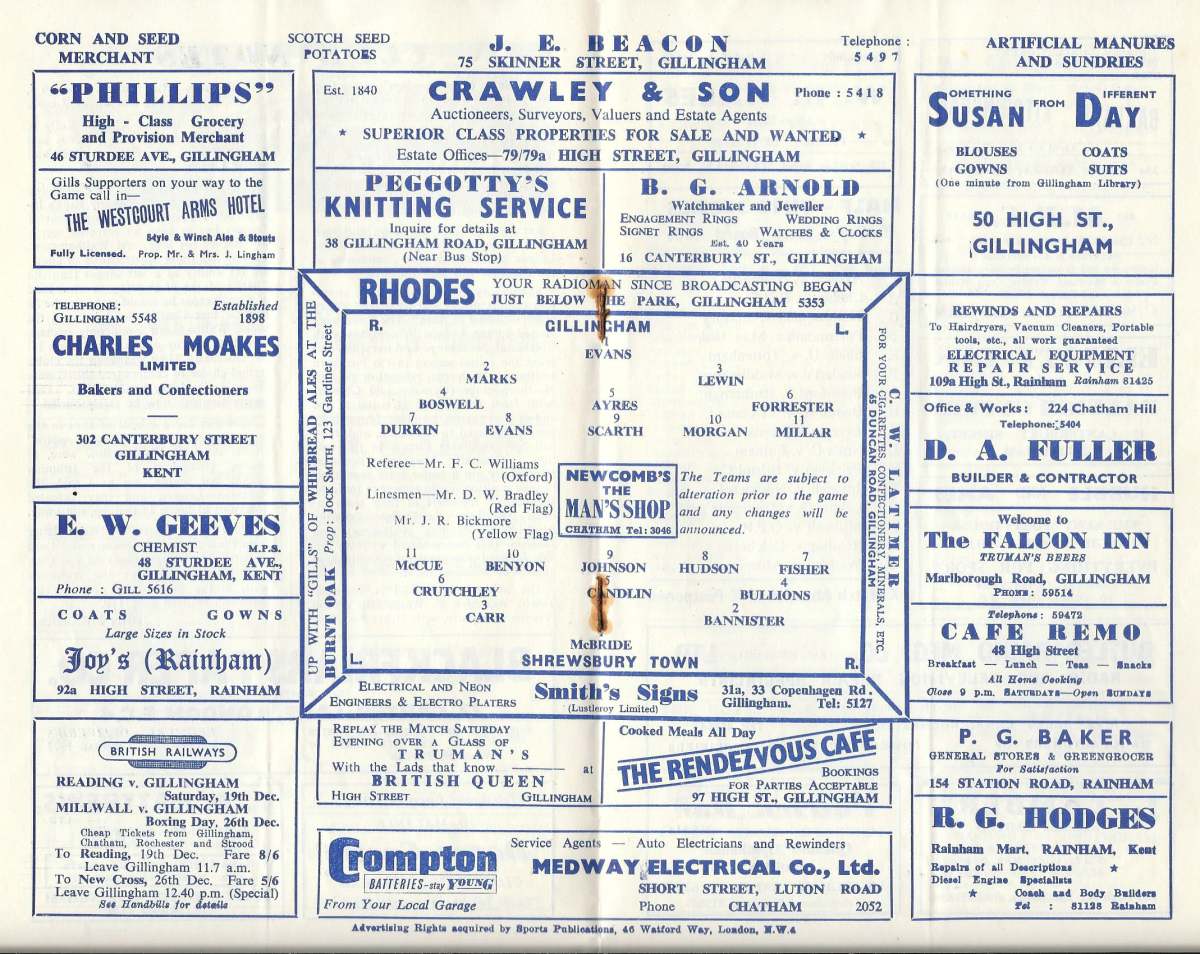 CORN AND SEED
MERCHANT
SCOTCH SEED
POTATOES
J. E. BEACON
75 SKINNER STREET, GILLINGHAM
Telephone :
5497
ARTIFICIAL MANURES
AND SUNDRIES
"PHILLIPS"
High - Class Grocery
and Provision Merchant
46 STURDEE AVE., GILLINGHAM
Gills Supporters on your way to the
Game call in—
THE WESTCOURT ARMS HOTEL
Style & Winch Ales & Stouts
Fully Licensed. Prop. Mr. & Mrs. J. Lingham
Est. 1840
CRAWLEY & SON
Phone : 5418
Auctioneers, Surveyors, Valuers and Estate Agents
★ SUPERIOR CLASS PROPERTIES FOR SALE AND WANTED ★
Estate Offices—79/79a HIGH STREET, GILLINGHAM
PEGGOTTY'S
KNITTING SERVICE
Inquire for details at
38 GILLINGHAM ROAD, GILLINGHAM
(Near Bus Stop)
B. G. ARNOLD
Watchmaker and Jeweller
ENGAGEMENT RINGS WEDDING RINGS
SIGNET RINGS WATCHES & CLOCKS
Est. 40 Years
16 CANTERBURY ST., GILLINGHAM
SOMETHING DIFFERENT
SUSAN FROM DAY
BLOUSES COATS
GOWNS SUITS
(One minute from Gillingham Library)
50 HIGH ST.,
GILLINGHAM
TELEPHONE: Established
GILLINGHAM 5548 1898
CHARLES MOAKES
LIMITED
Bakers and Confectioners
302 CANTERBURY STREET
GILLINGHAM
KENT
E. W. GEEVES
CHEMIST M.P.S.
48 STURDEE AVE.,
GILLINGHAM, KENT
Phone : GILL 5616
COATS GOWNS
Large Sizes in Stock
Joy's (Rainham)
92a HIGH STREET, RAINHAM
RHODES YOUR RADIOMAN SINCE BROADCASTING BEGAN
JUST BELOW THE PARK, GILLINGHAM 5353
UP WITH "GILLS" OF WHITBREAD ALES AT THE
BURNT OAK Prop: JOCK SMITH, 123 Gardiner Street
R. GILLINGHAM L.
1
EVANS
2 3
MARKS LEWIN
4 5 6
BOSWELL AYRES FORRESTER
7 8 9 10 11
DURKIN EVANS SCARTH MORGAN MILLAR
Referee—Mr. F. C. Williams
(Oxford)
Linesmen—Mr. D. W. Bradley
(Red Flag)
Mr. J. R. Bickmore
(Yellow Flag)
NEWCOMB'S
THE
MAN'S SHOP
CHATHAM Tel: 3046
The Teams are subject to
alteration prior to the game
and any changes will be
announced.
11 10 9 8 7
McCUE BENYON JOHNSON HUDSON FISHER
6 5 4
CRUTCHLEY CANDLIN BULLIONS
3 2
CARR BANNISTER
McBRIDE
L. SHREWSBURY TOWN R.
C. W. LATIMER
FOR YOUR CIGARETTES, CONFECTIONERY, MINERALS, ETC.
65 DUNCAN ROAD, GILLINGHAM
ELECTRICAL AND NEON
ENGINEERS & ELECTRO PLATERS
Smith's Signs
(Lustleroy Limited)
31a, 33 Copenhagen Rd.
Gillingham. Tel: 5127
REWINDS AND REPAIRS
To Hairdryers, Vacuum Cleaners, Portable
tools, etc., all work guaranteed
ELECTRICAL EQUIPMENT
REPAIR SERVICE
109a High St., Rainham Rainham 81425
Office & Works: 224 Chatham Hill
Telephone: 5404
D. A. FULLER
BUILDER & CONTRACTOR
Welcome to
The FALCON INN
TRUMAN'S BEERS
Marlborough Road, GILLINGHAM
PHONE: 59514
Telephone: 59472
CAFE REMO
48 High Street
Breakfast — Lunch — Teas — Snacks
All Home Cooking
Close 9 p.m. SATURDAYS—Open SUNDAYS
BRITISH RAILWAYS
READING v. GILLINGHAM
Saturday, 19th Dec.
MILLWALL v. GILLINGHAM
Boxing Day, 26th Dec.
Cheap Tickets from Gillingham,
Chatham, Rochester and Strood
To Reading, 19th Dec. Fare 8/6
Leave Gillingham 11.7 a.m.
To New Cross, 26th Dec. Fare 5/6
Leave Gillingham 12.40 p.m. (Special)
See Handbills for details
REPLAY THE MATCH SATURDAY
EVENING OVER A GLASS OF
TRUMAN'S
With the Lads that know — at
BRITISH QUEEN
HIGH STREET GILLINGHAM
Cooked Meals All Day
THE RENDEZVOUS CAFE
BOOKINGS
FOR PARTIES ACCEPTABLE
97 HIGH ST., GILLINGHAM
Crompton
BATTERIES—stay YOUNG
From Your Local Garage
Service Agents — Auto Electricians and Rewinders
MEDWAY ELECTRICAL Co., Ltd.
SHORT STREET, LUTON ROAD
Phone CHATHAM 2052
P. G. BAKER
GENERAL STORES & GREENGROCER
For Satisfaction
154 STATION ROAD, RAINHAM
R. G. HODGES
Rainham Mart, RAINHAM, Kent
Repairs of all Descriptions ★
Diesel Engine Specialists
★ Coach and Body Builders
Tel : 81128 Rainham
Advertising Rights acquired by Sports Publications, 46 Watford Way, London, N.W.4